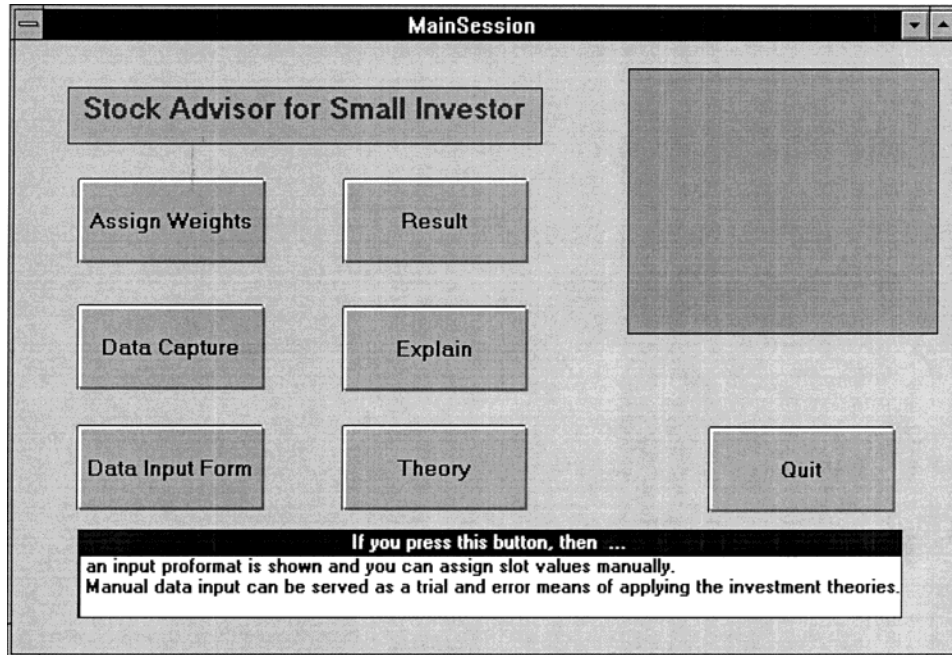 MainSession
Stock Advisor for Small Investor
Assign Weights
Result
Data Capture
Explain
Data Input Form
Theory
Quit
If you press this button, then ...
an input proformat is shown and you can assign slot values manually.
Manual data input can be served as a trial and error means of applying the investment theories.